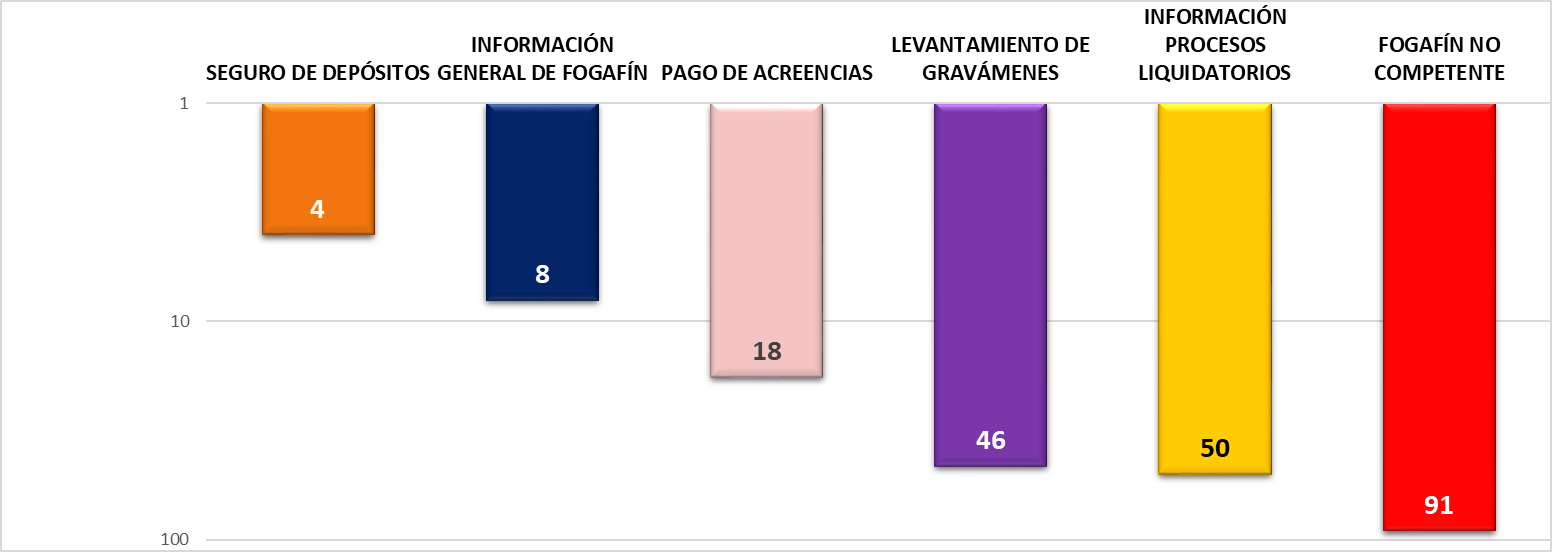 SEGURO DE DEPÓSITOS
INFORMACIÓN
GENERAL DE FOGAFÍN
PAGO DE ACREENCIAS
LEVANTAMIENTO DE
GRAVÁMENES
INFORMACIÓN
PROCESOS
LIQUIDATORIOS
FOGAFÍN NO
COMPETENTE
1
10
100
4
8
18
46
50
91